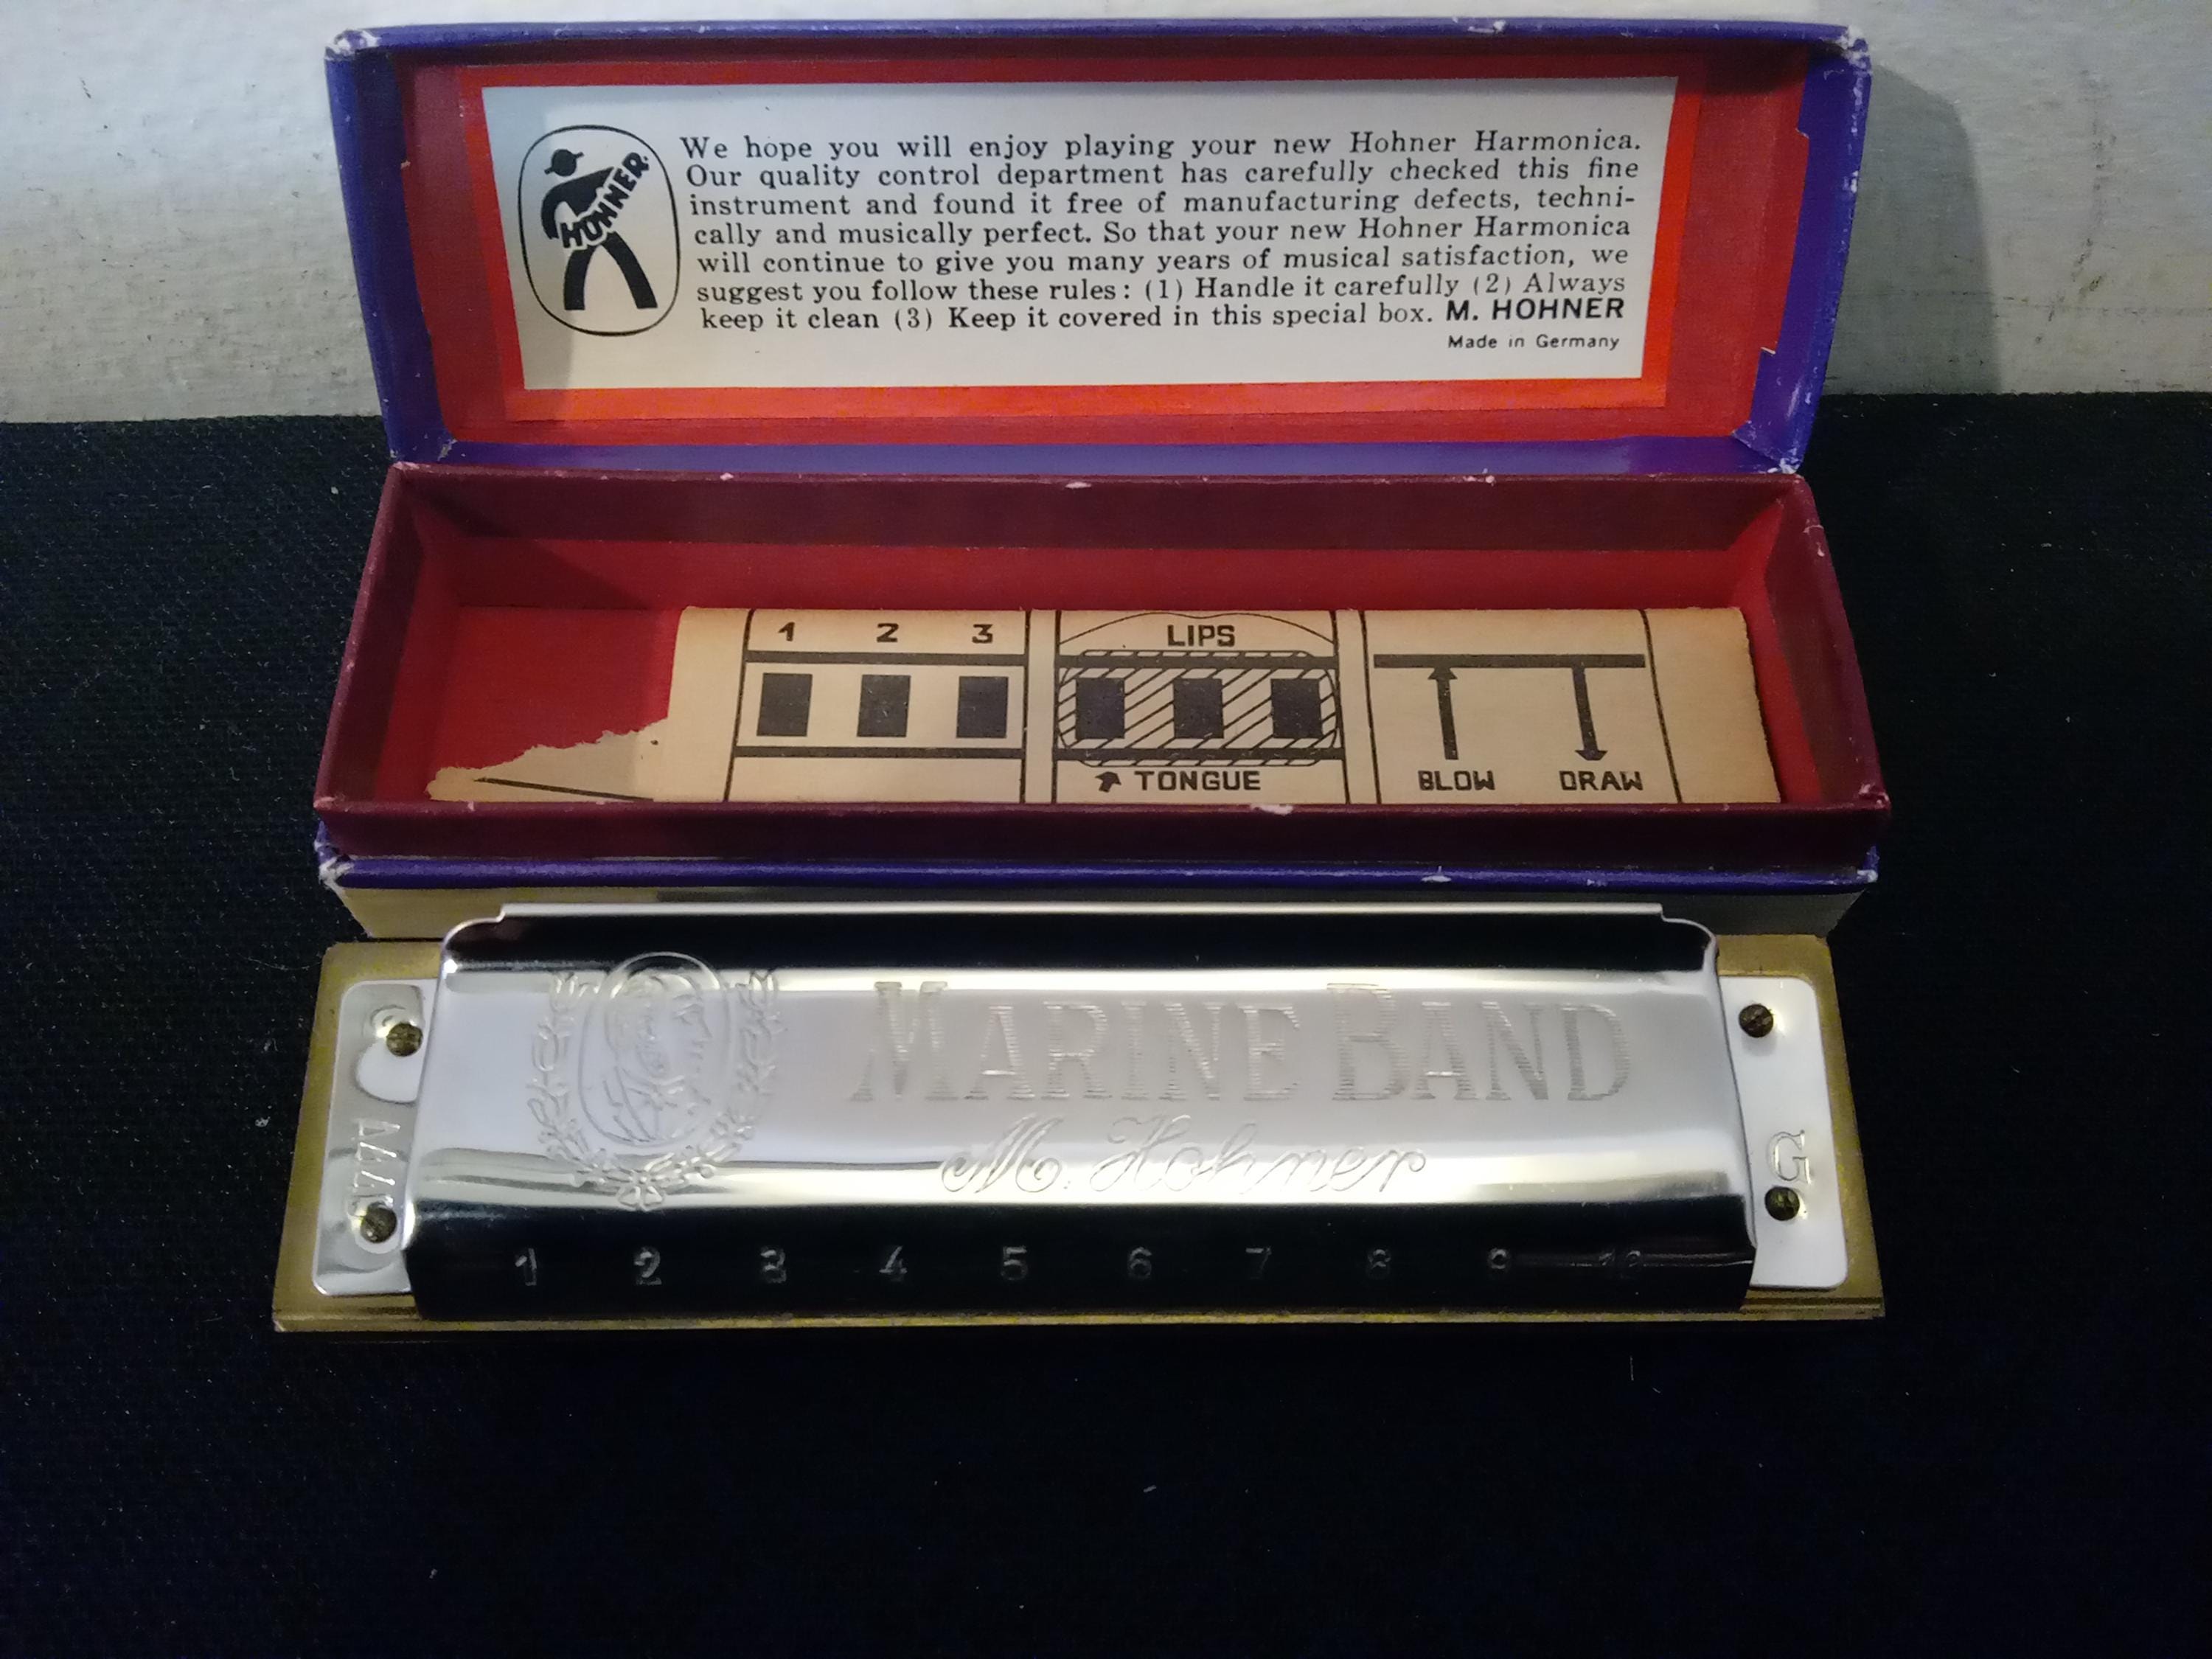 HOHNER
We hope you will enjoy playing your new Hohner Harmonica.
Our quality control department has carefully checked this fine
instrument and found it free of manufacturing defects, techni-
cally and musically perfect. So that your new Hohner Harmonica
will continue to give you many years of musical satisfaction, we
suggest you follow these rules: (1) Handle it carefully (2) Always
keep it clean (3) Keep it covered in this special box. M. HOHNER
Made in Germany
1 2 3
LIPS
TONGUE
BLOW DRAW
MARINE BAND
M. Hohner
A440
G
1 2 3 4 5 6 7 8 9 10